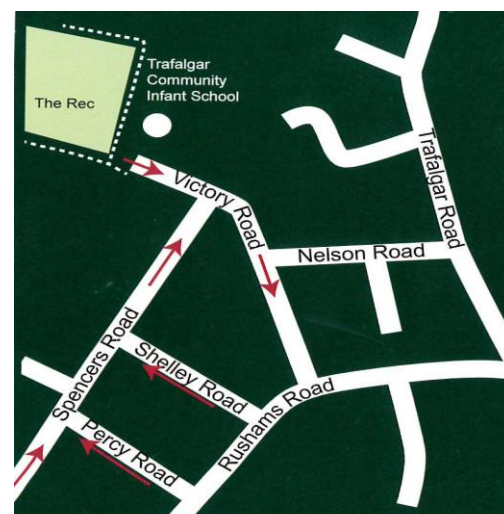 Trafalgar
Community
Infant School
The Rec
Victory Road
Trafalgar Road
Nelson Road
Spencers Road
Shelley Road
Rushams Road
Percy Road